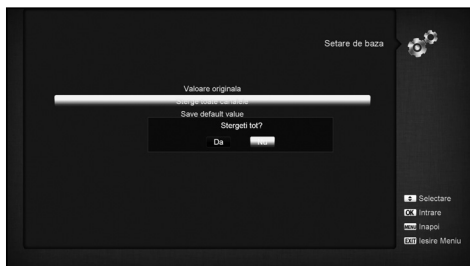 Setare de baza
Valoare originala
Sterge toate canalele
Save default value
Stergeti tot?
Da Nu
Selectare
OK Intrare
MENU Inapoi
EXIT Iesire Meniu